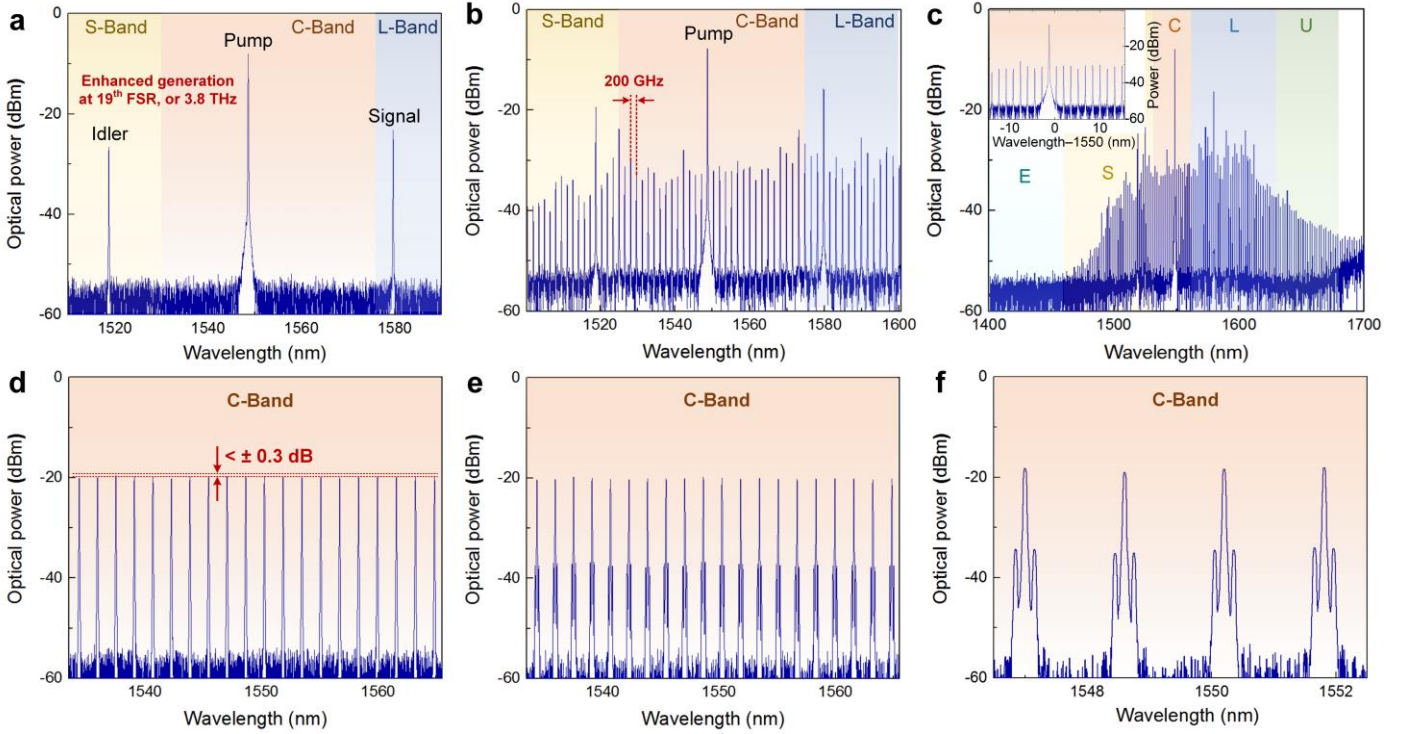 a
0
S-Band
C-Band
L-Band
Pump
Enhanced generation
at 19th FSR, or 3.8 THz
Idler
Signal
-20
-40
-60
Optical power (dBm)
1520
1540
1560
1580
Wavelength (nm)
b
0
S-Band
C-Band
L-Band
Pump
200 GHz
-20
-40
-60
Optical power (dBm)
1520
1540
1560
1580
1600
Wavelength (nm)
c
0
C
L
U
-20
-40
-60
Power (dBm)
-10
0
10
Wavelength–1550 (nm)
E
S
-20
-40
-60
Optical power (dBm)
1400
1500
1600
1700
Wavelength (nm)
d
0
C-Band
< ± 0.3 dB
-20
-40
-60
Optical power (dBm)
1540
1550
1560
Wavelength (nm)
e
0
C-Band
-20
-40
-60
Optical power (dBm)
1540
1550
1560
Wavelength (nm)
f
0
C-Band
-20
-40
-60
Optical power (dBm)
1548
1550
1552
Wavelength (nm)